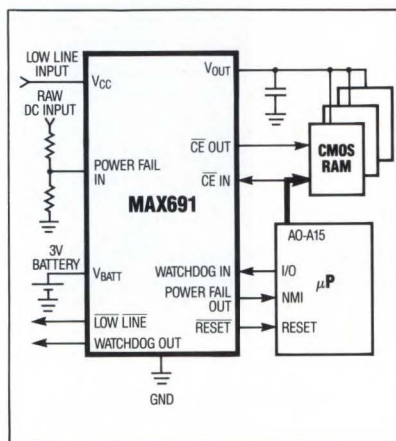 LOW LINE
INPUT
RAW
DC INPUT
VCC
POWER FAIL
IN
3V
BATTERY
VBATT
LOW LINE
WATCHDOG OUT
MAX691
VOUT
CE OUT
CE IN
WATCHDOG IN
POWER FAIL
OUT
RESET
GND
CMOS
RAM
AO-A15
I/O
μP
NMI
RESET